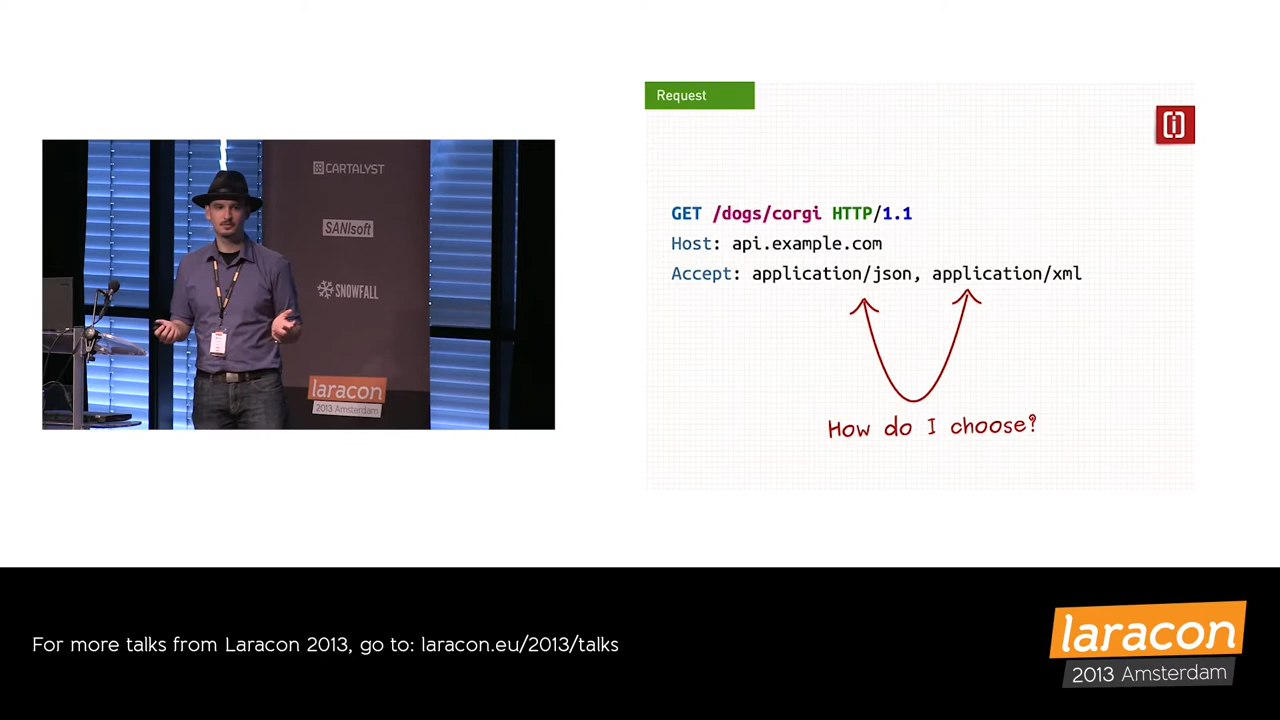 CARTALYST
SANIsoft
SNOWFALL
laracon
2013 Amsterdam
Request
GET /dogs/corgi HTTP/1.1
Host: api.example.com
Accept: application/json, application/xml
How do I choose?
For more talks from Laracon 2013, go to: laracon.eu/2013/talks
laracon
2013 Amsterdam